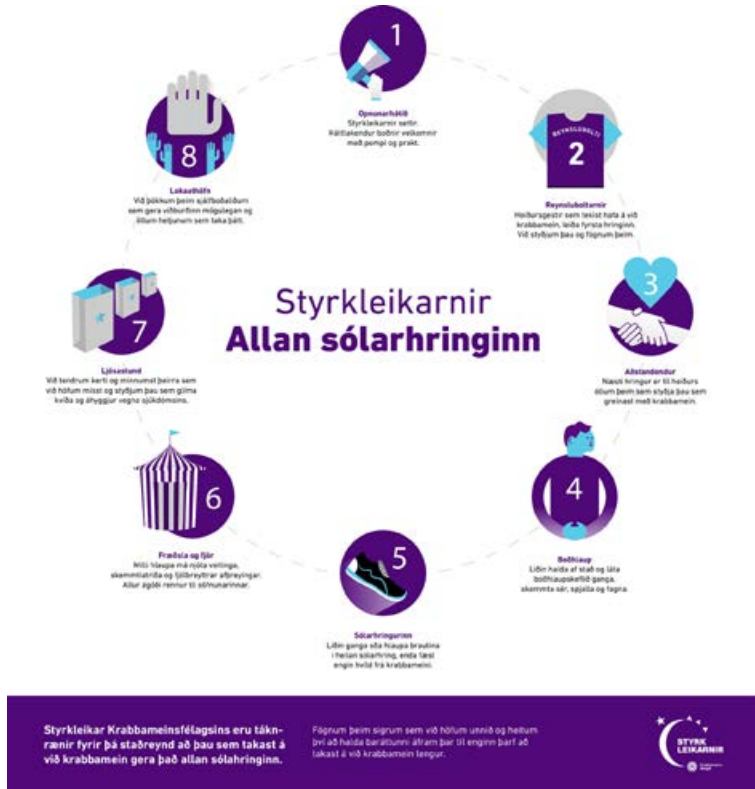 1
Opnunarhátíð
Styrkleikarnir settir.
Þátttakendur boðnir velkomnir
með pompi og prakt.
REYNSLUBOLTI
2
Reynsluboltarnir
Heiðursgestir sem tekist hafa á við
krabbamein, leiða fyrsta hringinn.
Við styðjum þau og fögnum þeim.
3
Aðstandendur
Næsti hringur er til heiðurs
öllum þeim sem styðja þau sem
greinast með krabbamein.
4
Boðhlaup
Liðin halda af stað og láta
boðhlaupskeflið ganga,
skemmta sér, spjalla og fagna.
5
Sólarhringurinn
Liðin ganga eða hlaupa brautina
í heilan sólarhring, enda fæst
engin hvíld frá krabbameini.
6
Fræðsla og fjör
Milli hlaupa má njóta veitinga,
skemmtiatriða og fjölbreyttrar afþreyingar.
Allur ágóði rennur til söfnunarinnar.
7
Ljósastund
Við tendrum kerti og minnumst þeirra sem
við höfum misst og styðjum þau sem glíma
kvíða og áhyggjur vegna sjúkdómsins.
8
Lokaathöfn
Við þökkum þeim sjálfboðaliðum
sem gera viðburðinn mögulegan og
öllum hetjunum sem taka þátt.
Styrkleikarnir
Allan sólarhringinn
Styrkleikar Krabbameinsfélagsins eru tákn-
rænir fyrir þá staðreynd að þau sem takast á
við krabbamein gera það allan sólahringinn.
Fögnum þeim sigrum sem við höfum unnið og heitum
því að halda baráttunni áfram þar til enginn þarf að
takast á við krabbamein lengur.
STYRK
LEIKARNIR